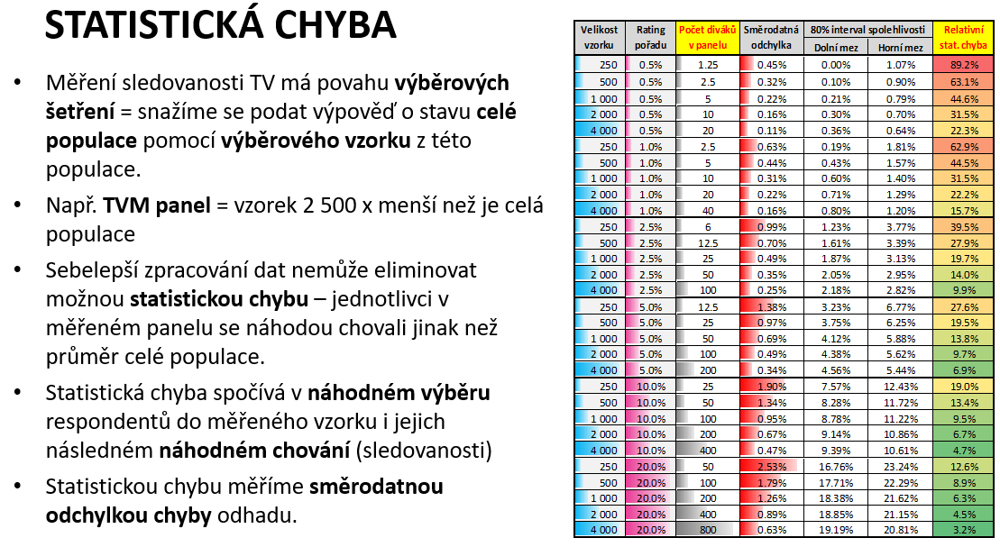 STATISTICKÁ CHYBA
• Měření sledovanosti TV má povahu výběrových
šetření = snažíme se podat výpověď o stavu celé
populace pomocí výběrového vzorku z této
populace.
• Např. TVM panel = vzorek 2 500 x menší než je celá
populace
• Sebelepší zpracování dat nemůže eliminovat
možnou statistickou chybu – jednotlivci v
měřeném panelu se náhodou chovali jinak než
průměr celé populace.
• Statistická chyba spočívá v náhodném výběru
respondentů do měřeného vzorku i jejich
následném náhodném chování (sledovanosti)
• Statistickou chybu měříme směrodatnou
odchylkou chyby odhadu.
Velikost vzorku Rating pořadu Počet diváků v panelu Směrodatná odchylka 80% interval spolehlivosti Relativní stat. chyba
Dolní mez Horní mez
250 0.5% 1.25 0.45% 0.00% 1.07% 89.2%
500 0.5% 2.5 0.32% 0.10% 0.90% 63.1%
1 000 0.5% 5 0.22% 0.21% 0.79% 44.6%
2 000 0.5% 10 0.16% 0.30% 0.70% 31.5%
4 000 0.5% 20 0.11% 0.36% 0.64% 22.3%
250 1.0% 2.5 0.63% 0.19% 1.81% 62.9%
500 1.0% 5 0.44% 0.43% 1.57% 44.5%
1 000 1.0% 10 0.31% 0.60% 1.40% 31.5%
2 000 1.0% 20 0.22% 0.71% 1.29% 22.2%
4 000 1.0% 40 0.16% 0.80% 1.20% 15.7%
250 2.5% 6 0.99% 1.23% 3.77% 39.5%
500 2.5% 12.5 0.70% 1.61% 3.39% 27.9%
1 000 2.5% 25 0.49% 1.87% 3.13% 19.7%
2 000 2.5% 50 0.35% 2.05% 2.95% 14.0%
4 000 2.5% 100 0.25% 2.18% 2.82% 9.9%
250 5.0% 12.5 1.38% 3.23% 6.77% 27.6%
500 5.0% 25 0.97% 3.75% 6.25% 19.5%
1 000 5.0% 50 0.69% 4.12% 5.88% 13.8%
2 000 5.0% 100 0.49% 4.38% 5.62% 9.7%
4 000 5.0% 200 0.34% 4.56% 5.44% 6.9%
250 10.0% 25 1.90% 7.57% 12.43% 19.0%
500 10.0% 50 1.34% 8.28% 11.72% 13.4%
1 000 10.0% 100 0.95% 8.78% 11.22% 9.5%
2 000 10.0% 200 0.67% 9.14% 10.86% 6.7%
4 000 10.0% 400 0.47% 9.39% 10.61% 4.7%
250 20.0% 50 2.53% 16.76% 23.24% 12.6%
500 20.0% 100 1.79% 17.71% 22.29% 8.9%
1 000 20.0% 200 1.26% 18.38% 21.62% 6.3%
2 000 20.0% 400 0.89% 18.85% 21.15% 4.5%
4 000 20.0% 800 0.63% 19.19% 20.81% 3.2%